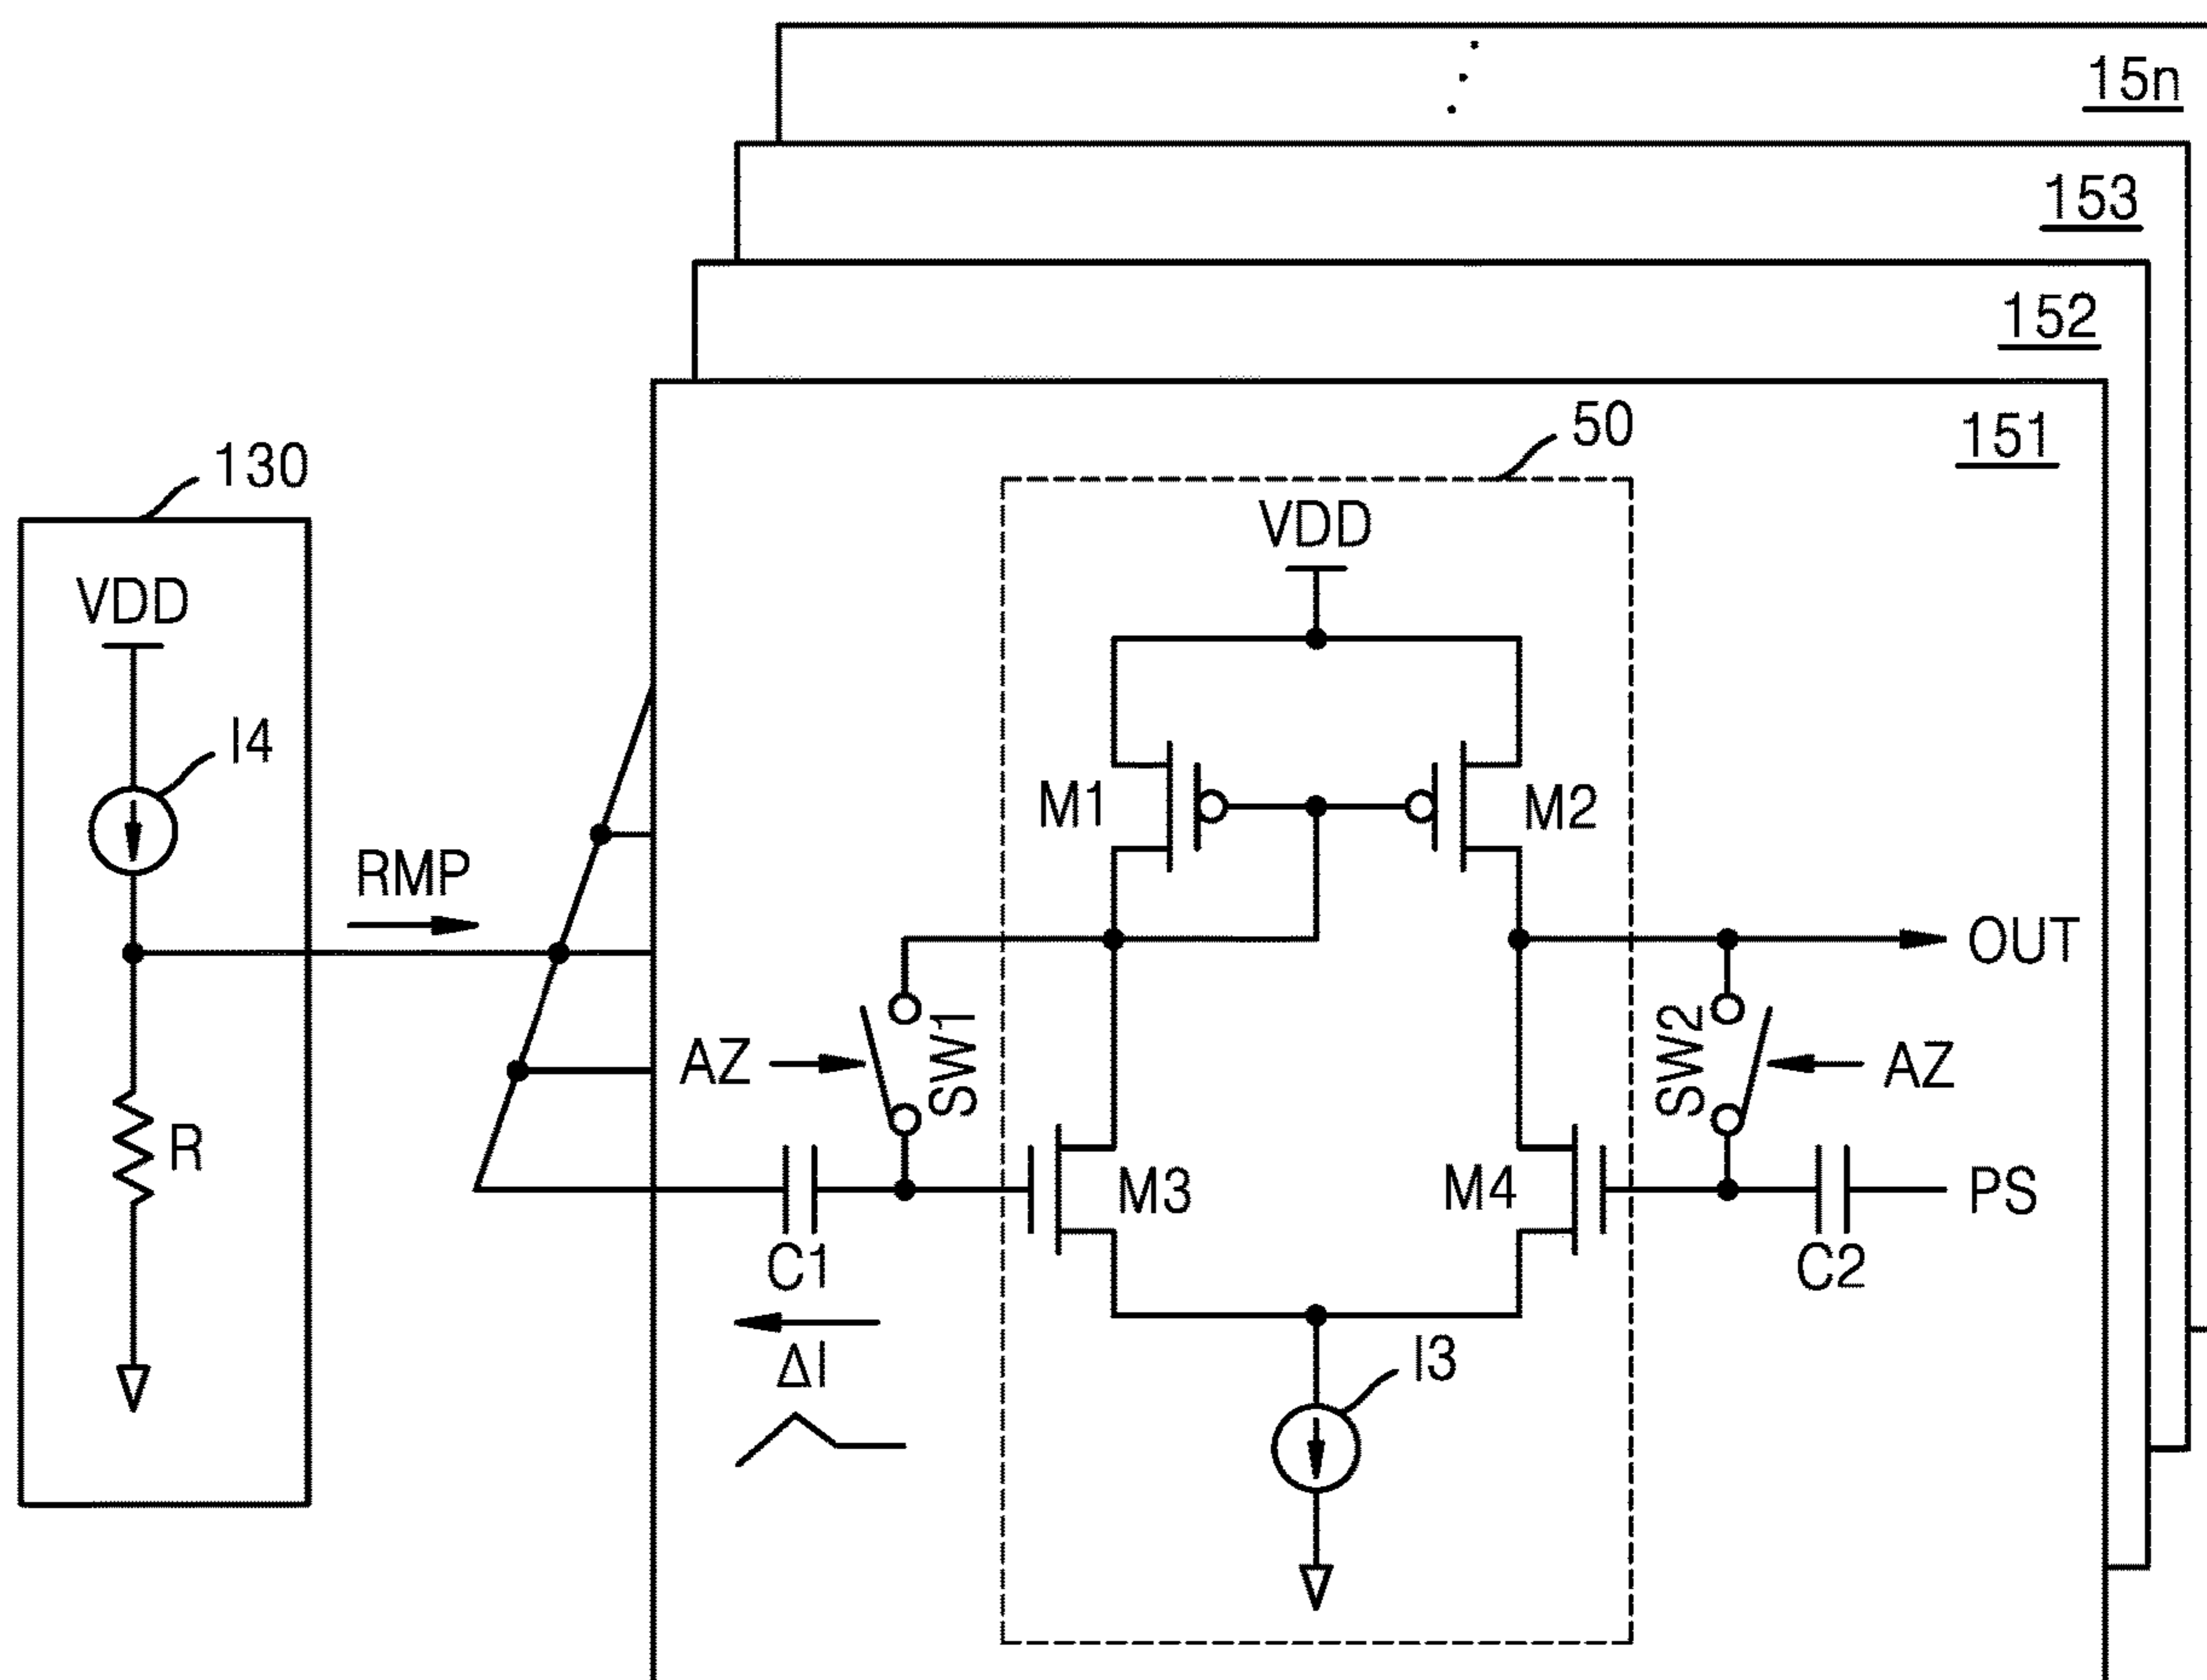 15n
153
152
151
50
130
VDD
VDD
I4
M1
M2
RMP
OUT
AZ
SW1
SW2
AZ
R
M3
M4
PS
C1
C2
ΔI
I3